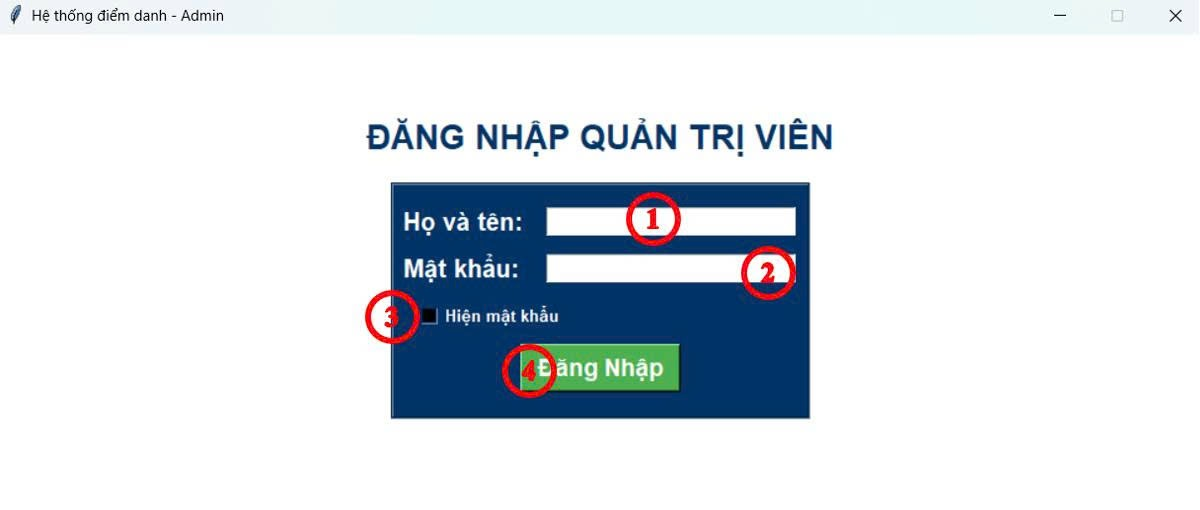 Hệ thống điểm danh - Admin
ĐĂNG NHẬP QUẢN TRỊ VIÊN
Họ và tên: 1
Mật khẩu: 2
3 Hiện mật khẩu
4 Đăng Nhập